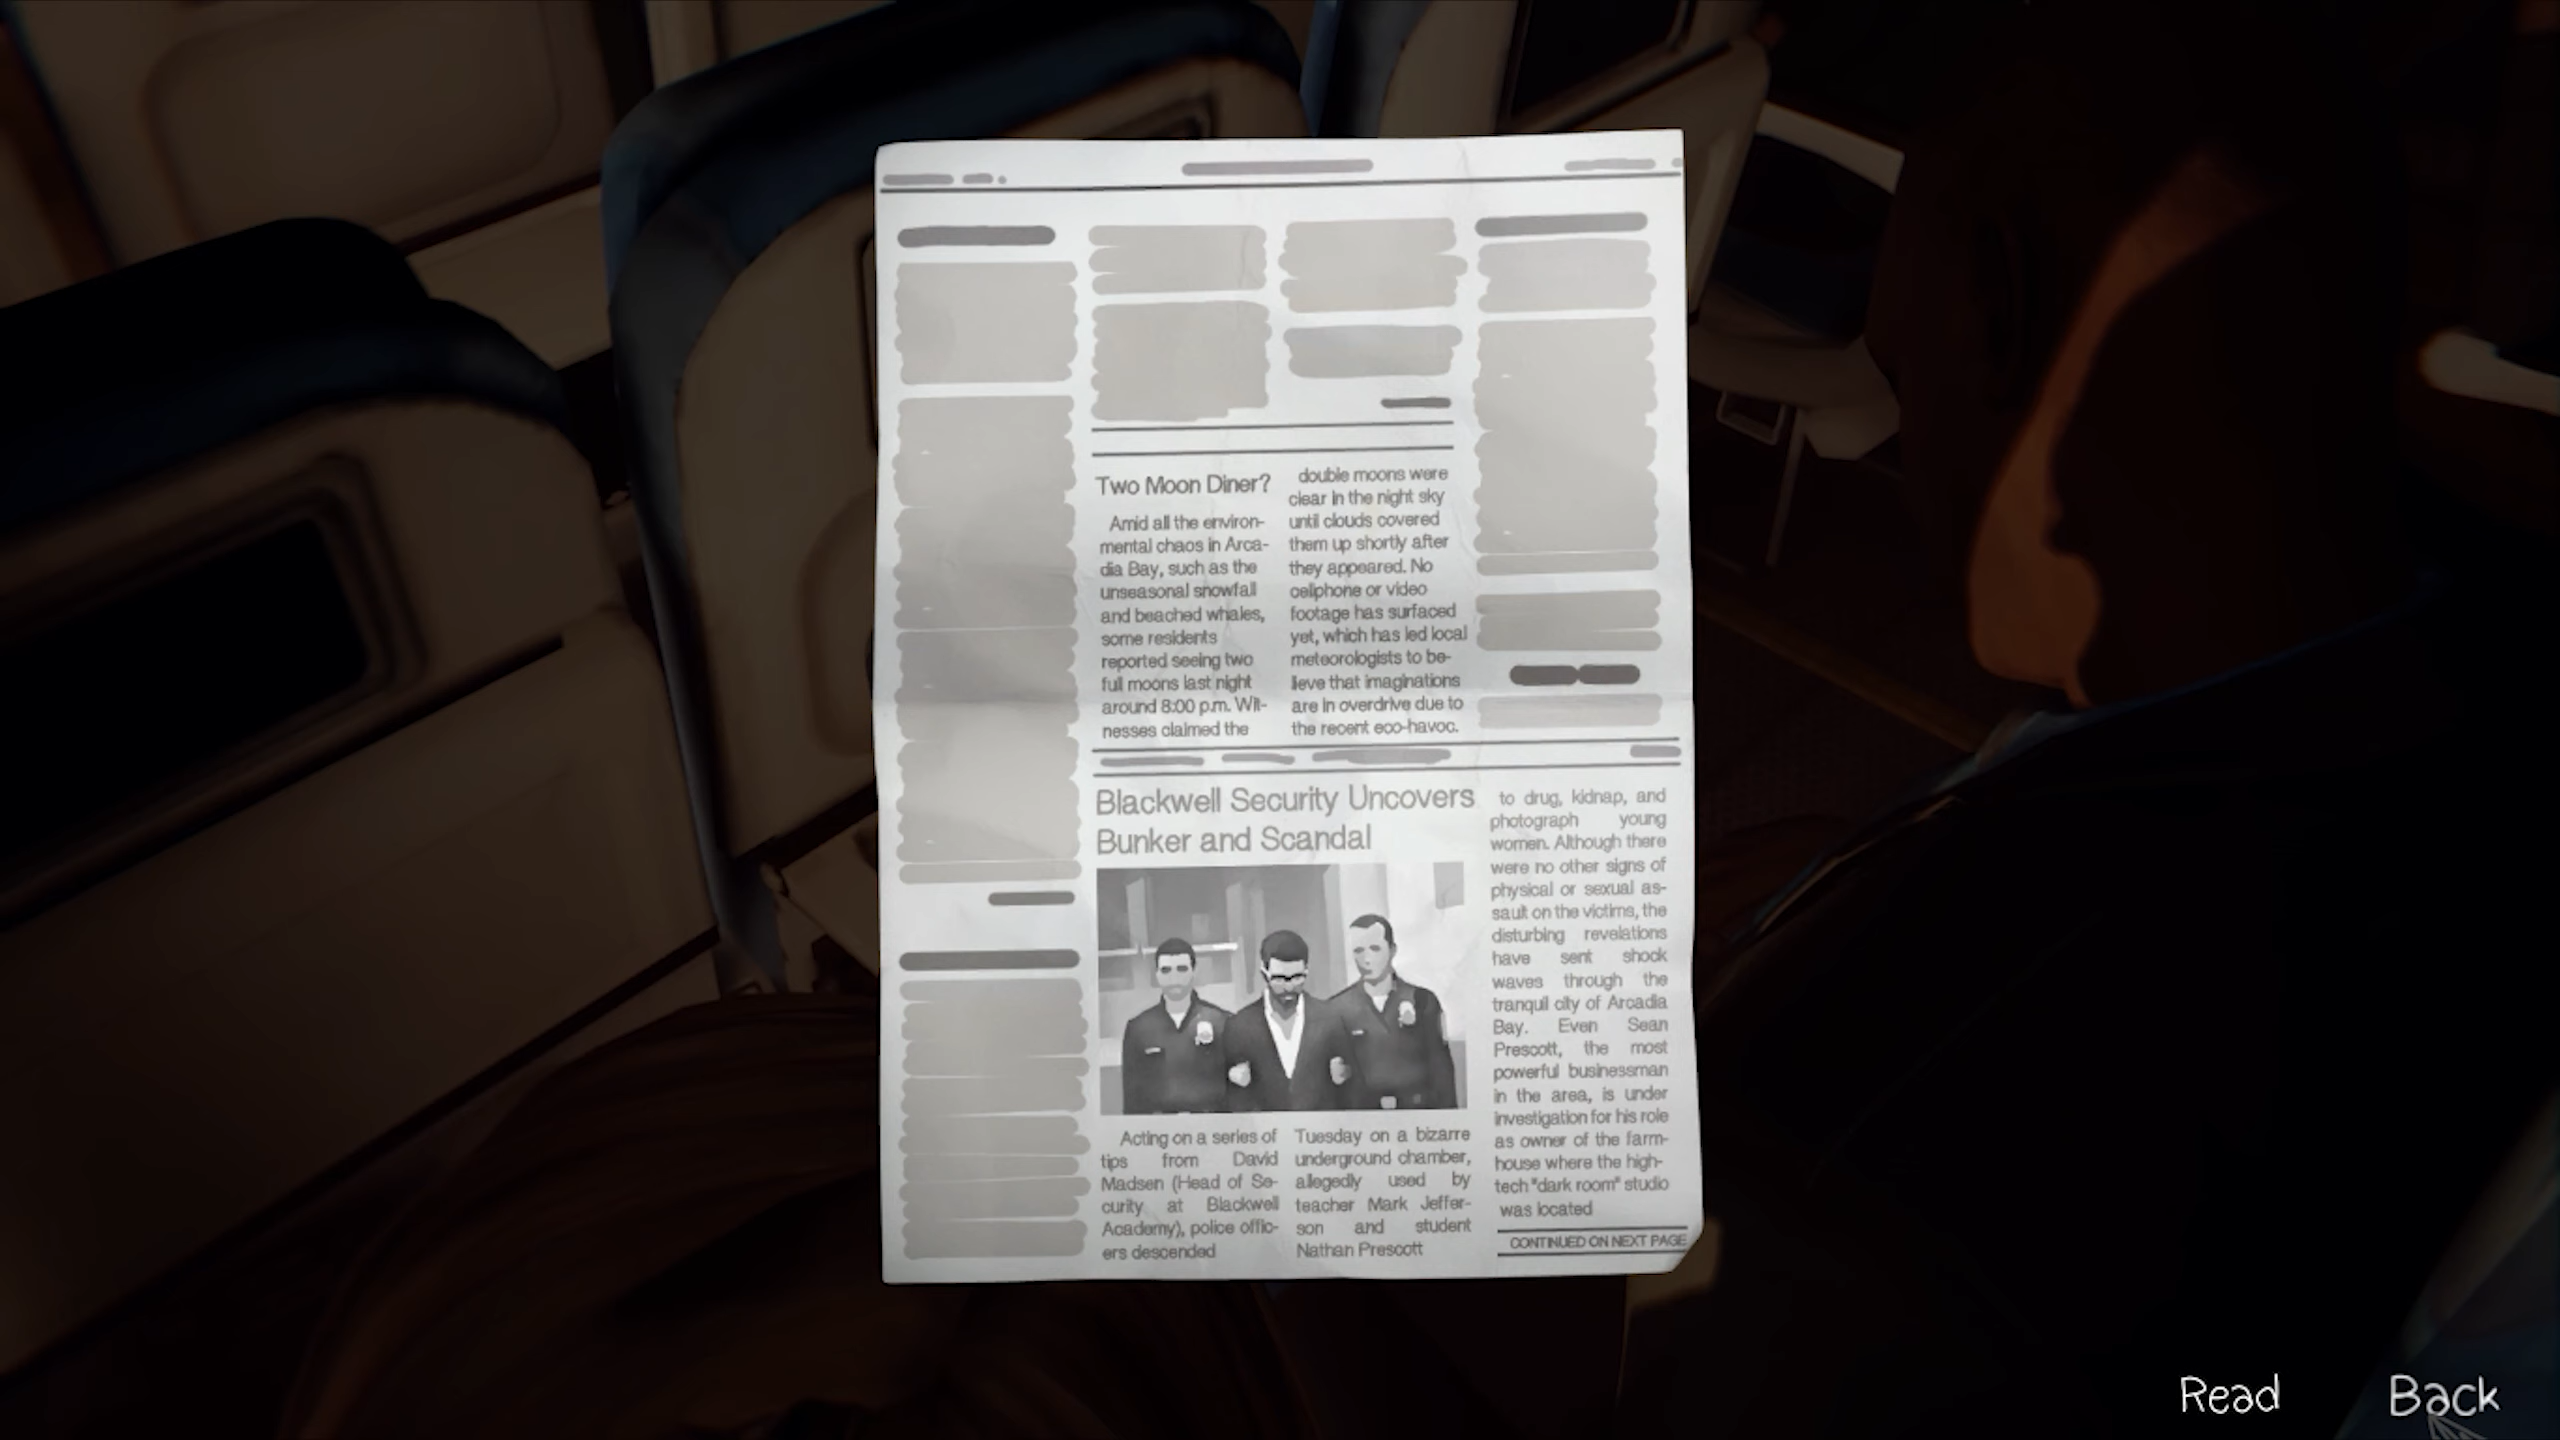 Two Moon Diner?
Amid all the environ-
mental chaos in Arca-
dia Bay, such as the
unseasonal snowfall
and beached whales,
some residents
reported seeing two
full moons last night
around 8:00 p.m. Wit-
nesses claimed the
double moons were
clear in the night sky
until clouds covered
them up shortly after
they appeared. No
cellphone or video
footage has surfaced
yet, which has led local
meteorologists to be-
lieve that imaginations
are in overdrive due to
the recent eco-havoc.
Blackwell Security Uncovers
Bunker and Scandal
Acting on a series of
tips from David
Madsen (Head of Se-
curity at Blackwell
Academy), police offic-
ers descended
Tuesday on a bizarre
underground chamber,
allegedly used by
teacher Mark Jeffer-
son and student
Nathan Prescott
to drug, kidnap, and
photograph young
women. Although there
were no other signs of
physical or sexual as-
sault on the victims, the
disturbing revelations
have sent shock
waves through the
tranquil city of Arcadia
Bay. Even Sean
Prescott, the most
powerful businessman
in the area, is under
investigation for his role
as owner of the farm-
house where the high-
tech "dark room" studio
was located
CONTINUED ON NEXT PAGE
Read
Back